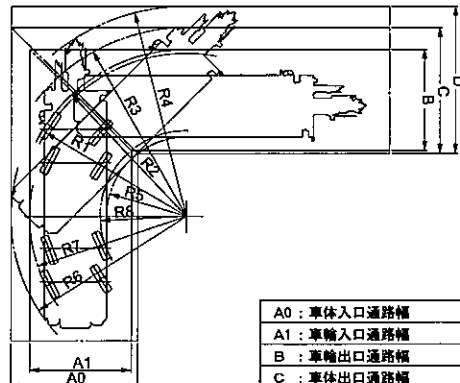 R4
R3
R1
R2
R5
R8
R7
R6
A1
A0
B
C
D
A0 : 車体入口通路幅
A1 : 車輪入口通路幅
B : 車輪出口通路幅
C : 車体出口通路幅